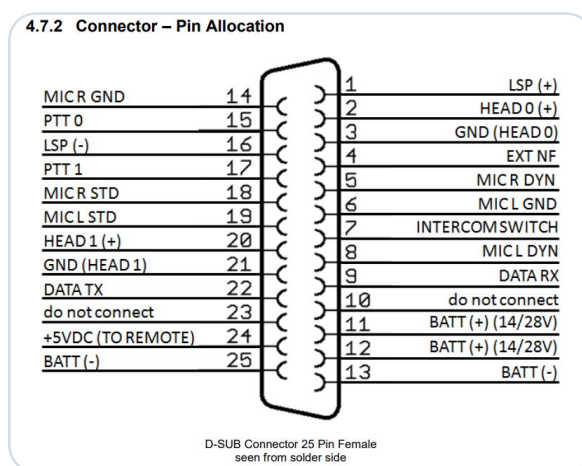 4.7.2 Connector – Pin Allocation
MIC R GND 14
PTT 0 15
LSP (-) 16
PTT 1 17
MIC R STD 18
MIC L STD 19
HEAD 1 (+) 20
GND (HEAD 1) 21
DATA TX 22
do not connect 23
+5VDC (TO REMOTE) 24
BATT (-) 25
1 LSP (+)
2 HEAD 0 (+)
3 GND (HEAD 0)
4 EXT NF
5 MIC R DYN
6 MIC L GND
7 INTERCOM SWITCH
8 MIC L DYN
9 DATA RX
10 do not connect
11 BATT (+) (14/28V)
12 BATT (+) (14/28V)
13 BATT (-)
D-SUB Connector 25 Pin Female
seen from solder side